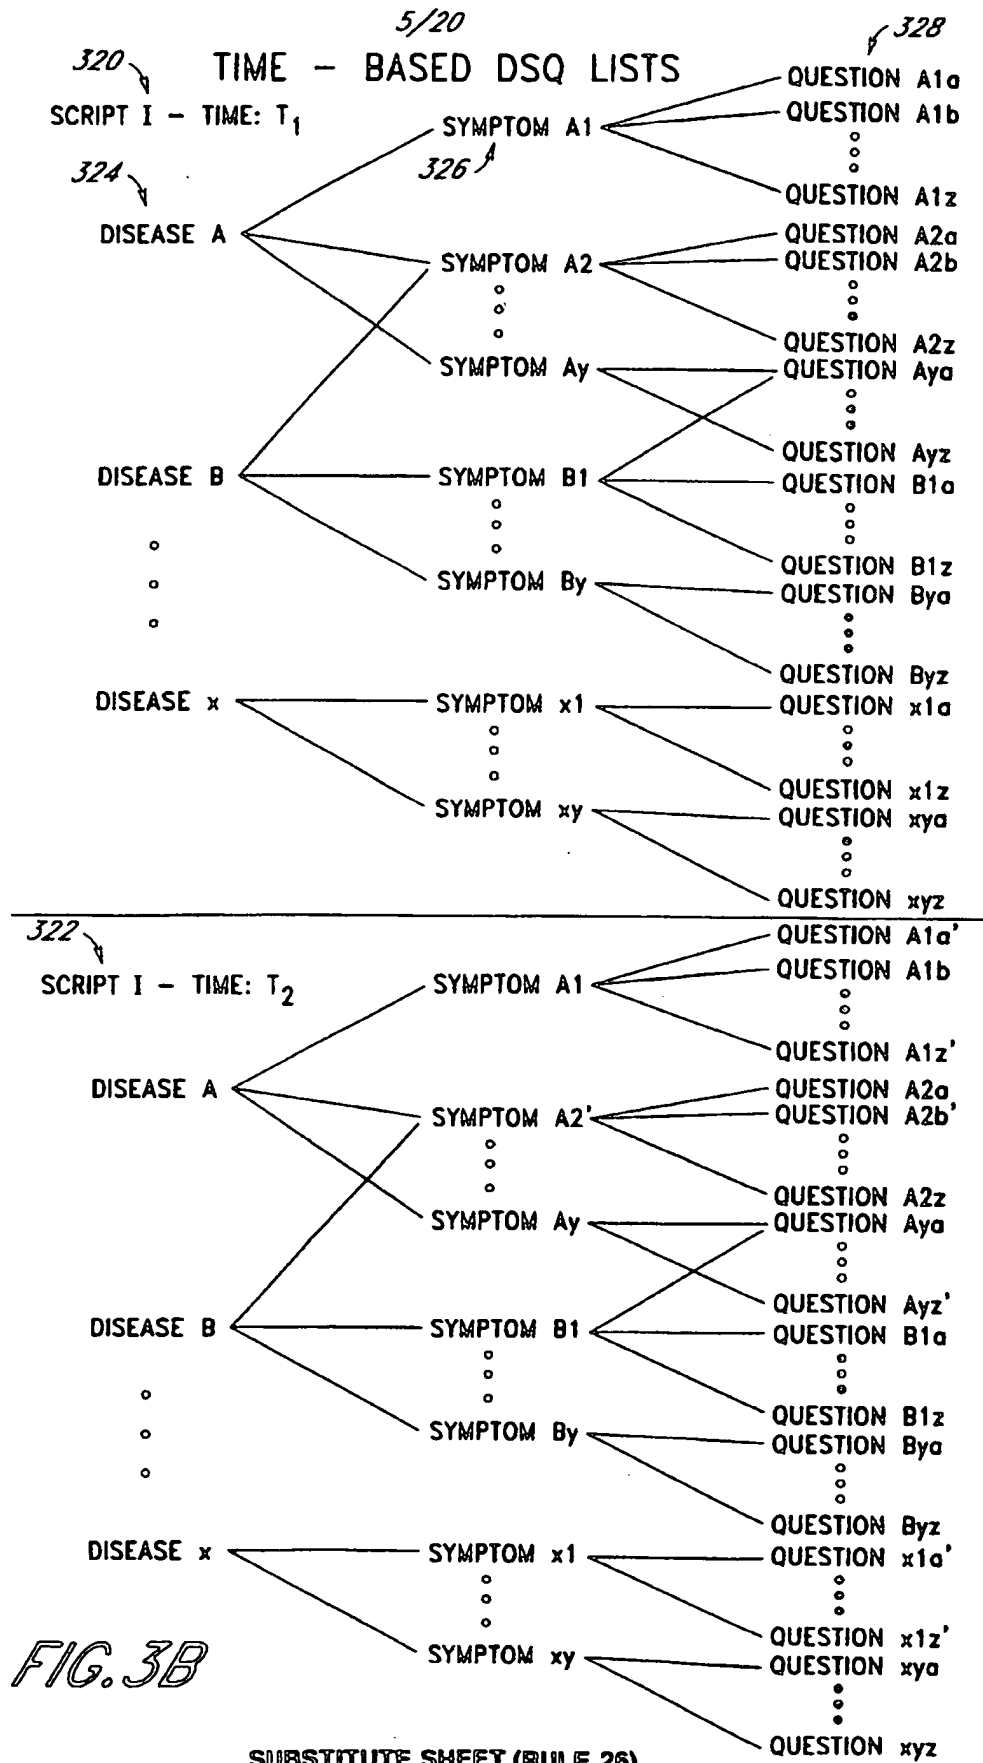 5/20
328
320
TIME - BASED DSQ LISTS
QUESTION A1a
SCRIPT I - TIME: T1
QUESTION A1b
SYMPTOM A1
326
324
QUESTION A1z
DISEASE A
QUESTION A2a
SYMPTOM A2
QUESTION A2b
QUESTION A2z
SYMPTOM Ay
QUESTION Aya
QUESTION Ayz
DISEASE B
SYMPTOM B1
QUESTION B1a
QUESTION B1z
SYMPTOM By
QUESTION Bya
QUESTION Byz
DISEASE x
SYMPTOM x1
QUESTION x1a
QUESTION x1z
SYMPTOM xy
QUESTION xya
QUESTION xyz
322
QUESTION A1a'
SCRIPT I - TIME: T2
SYMPTOM A1
QUESTION A1b
QUESTION A1z'
DISEASE A
QUESTION A2a
SYMPTOM A2'
QUESTION A2b'
QUESTION A2z
SYMPTOM Ay
QUESTION Aya
QUESTION Ayz'
DISEASE B
SYMPTOM B1
QUESTION B1a
QUESTION B1z
SYMPTOM By
QUESTION Bya
QUESTION Byz
DISEASE x
SYMPTOM x1
QUESTION x1a'
QUESTION x1z'
FIG. 3B
SYMPTOM xy
QUESTION xya
QUESTION xyz
SUBSTITUTE SHEET (RULE 26)